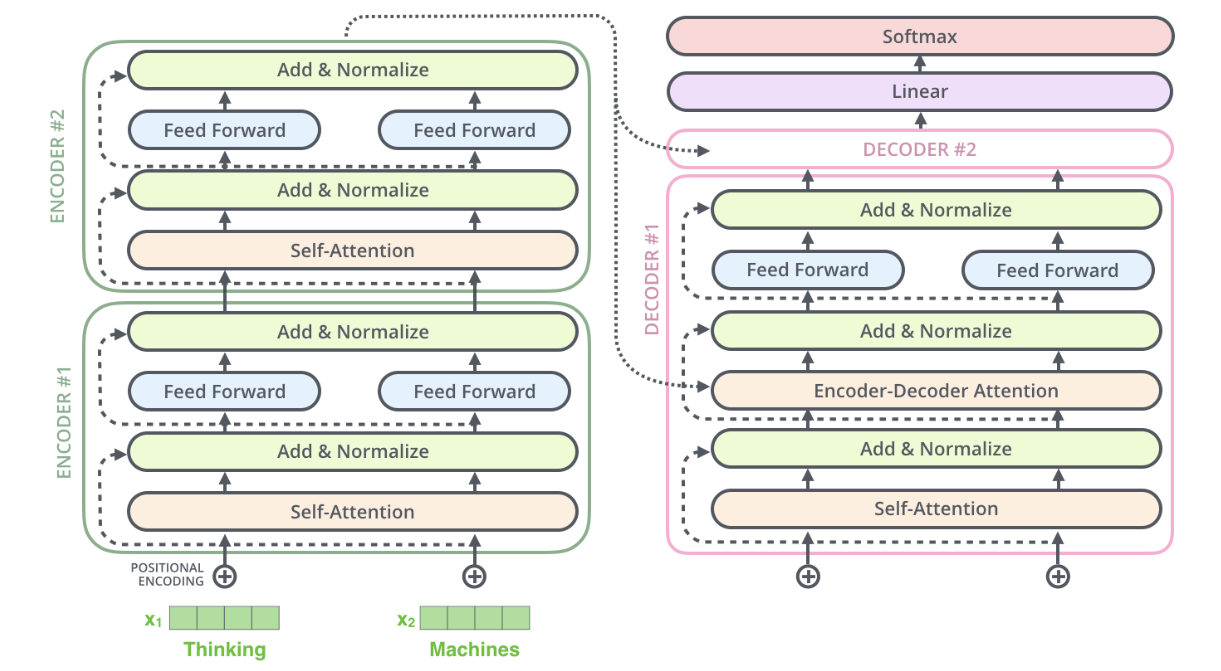 ENCODER #2
Add & Normalize
Feed Forward
Feed Forward
Add & Normalize
Self-Attention
ENCODER #1
Add & Normalize
Feed Forward
Feed Forward
Add & Normalize
Self-Attention
POSITIONAL
ENCODING
x₁
x₂
Thinking
Machines
Softmax
Linear
DECODER #2
DECODER #1
Add & Normalize
Feed Forward
Feed Forward
Add & Normalize
Encoder-Decoder Attention
Add & Normalize
Self-Attention